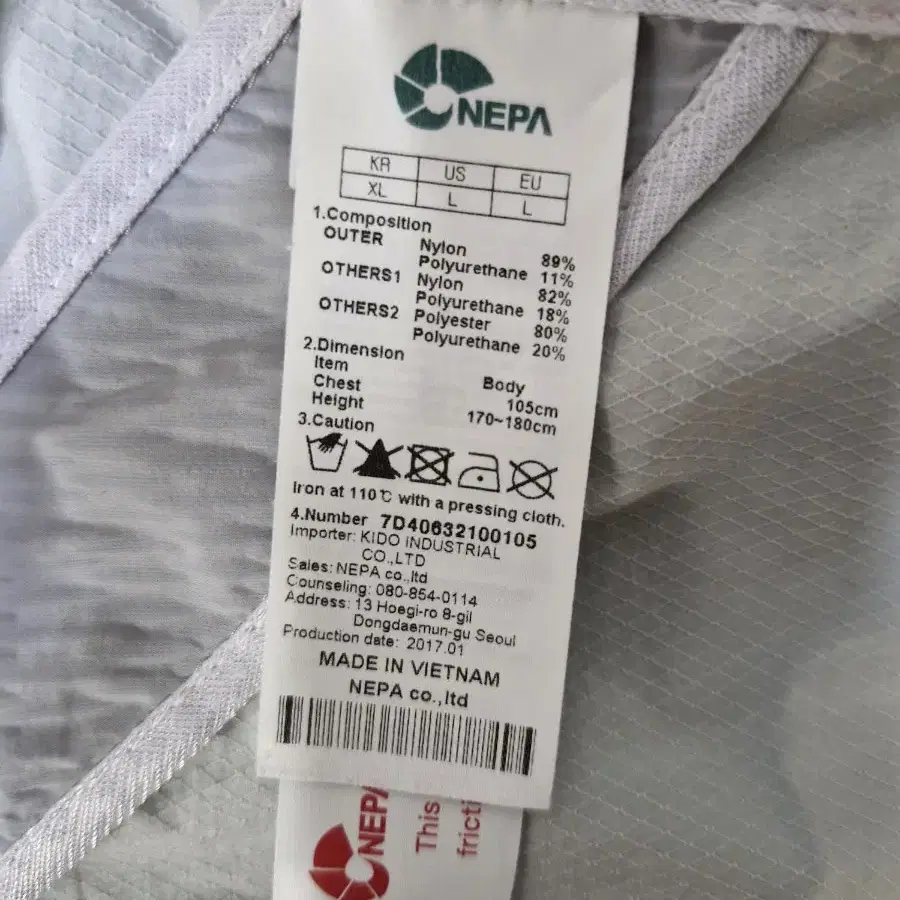 NEPA
KR US EU
XL L L
1.Composition
OUTER Nylon 89%
Polyurethane 11%
OTHERS1 Nylon 82%
Polyurethane 18%
OTHERS2 Polyester 80%
Polyurethane 20%
2.Dimension
Item Body
Chest 105cm
Height 170~180cm
3.Caution
Iron at 110℃ with a pressing cloth.
4.Number 7D40632100105
Importer: KIDO INDUSTRIAL
CO.,LTD
Sales: NEPA co.,ltd
Counseling: 080-854-0114
Address: 13 Hoegi-ro 8-gil
Dongdaemun-gu Seoul
Production date: 2017.01
MADE IN VIETNAM
NEPA co.,ltd
NEPA
This
fricti